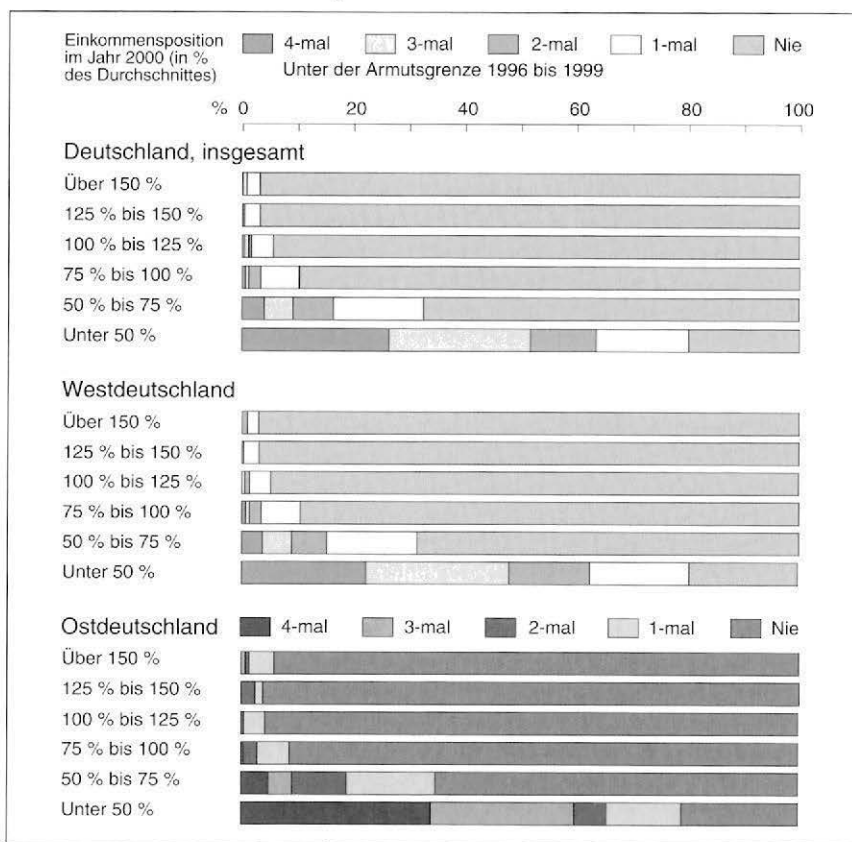 Einkommensposition
im Jahr 2000 (in %
des Durchschnittes)
4-mal 3-mal 2-mal 1-mal Nie
Unter der Armutsgrenze 1996 bis 1999
% 0 20 40 60 80 100
Deutschland, insgesamt
Über 150 %
125 % bis 150 %
100 % bis 125 %
75 % bis 100 %
50 % bis 75 %
Unter 50 %
Westdeutschland
Über 150 %
125 % bis 150 %
100 % bis 125 %
75 % bis 100 %
50 % bis 75 %
Unter 50 %
Ostdeutschland 4-mal 3-mal 2-mal 1-mal Nie
Über 150 %
125 % bis 150 %
100 % bis 125 %
75 % bis 100 %
50 % bis 75 %
Unter 50 %